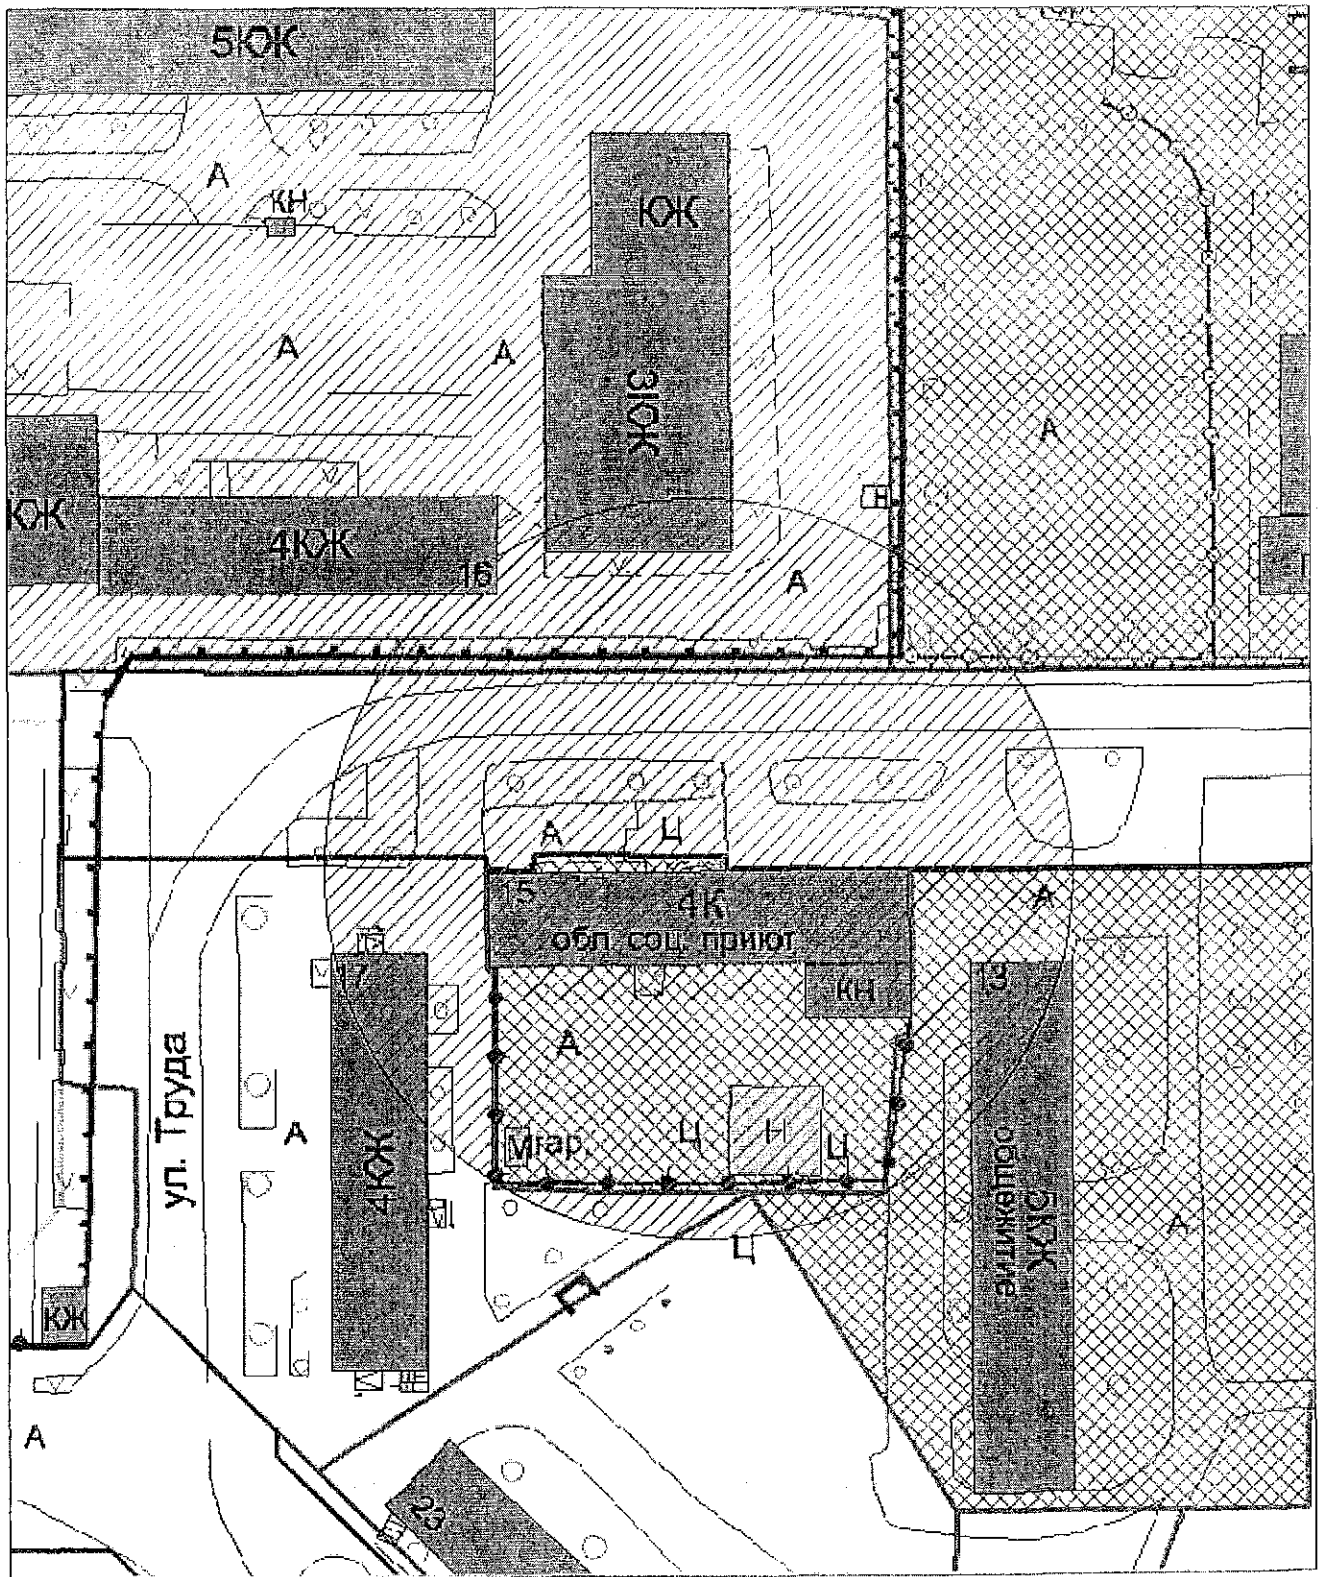 5КЖ
А
КН
КЖ
А
А
3КЖ
А
КЖ
4КЖ
16
Н
А
А
Ц
15
4К
обл. соц. приют
А
17
КН
13
А
ул. Труда
А
4КЖ
Мгар.
Ц
Н
Ц
общежитие
5КЖ
А
Ц
КЖ
А
23